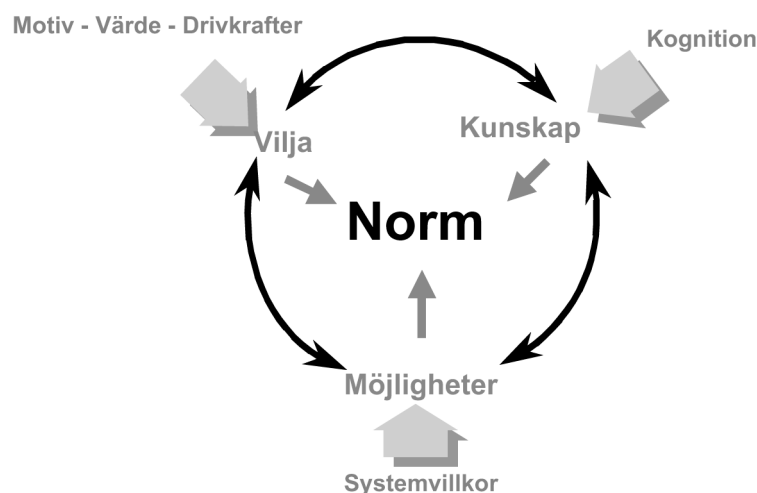 Motiv - Värde - Drivkrafter
Kognition
Vilja
Kunskap
Norm
Möjligheter
Systemvillkor